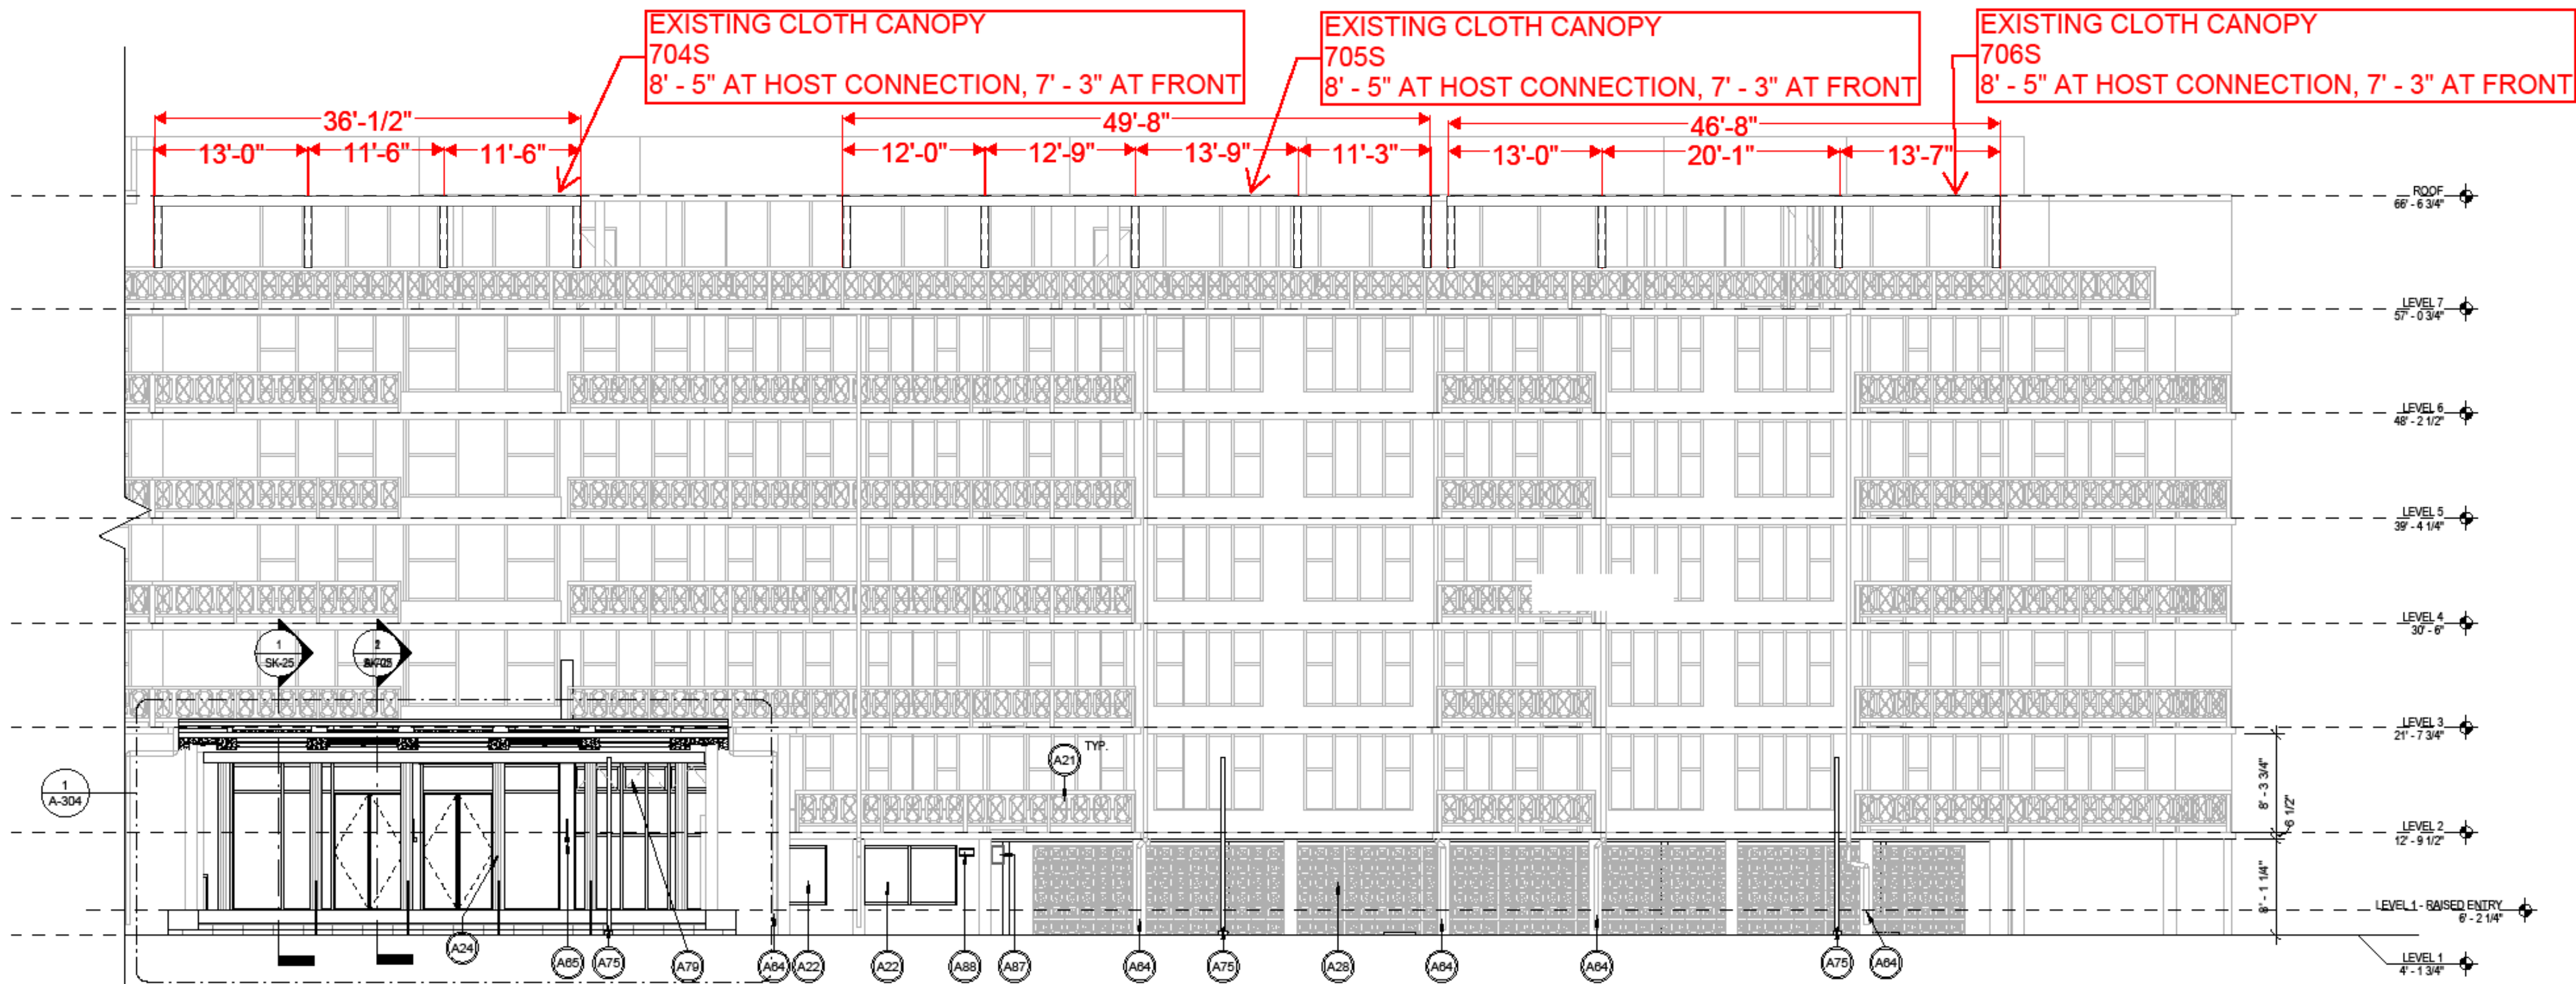 EXISTING CLOTH CANOPY
704S
8' - 5" AT HOST CONNECTION, 7' - 3" AT FRONT
EXISTING CLOTH CANOPY
705S
8' - 5" AT HOST CONNECTION, 7' - 3" AT FRONT
EXISTING CLOTH CANOPY
706S
8' - 5" AT HOST CONNECTION, 7' - 3" AT FRONT
36'-1/2"
49'-8"
46'-8"
13'-0"
11'-6"
11'-6"
12'-0"
12'-9"
13'-9"
11'-3"
13'-0"
20'-1"
13'-7"
ROOF
66' - 6 3/4"
LEVEL 7
57' - 0 3/4"
LEVEL 6
48' - 2 1/2"
LEVEL 5
39' - 4 1/4"
LEVEL 4
30' - 6"
1
SK-25
2
LEVEL 3
21' - 7 3/4"
A21
TYP.
1
A-304
8' - 3 3/4"
6 1/2"
LEVEL 2
12' - 9 1/2"
8' - 1 1/4"
LEVEL 1 - RAISED ENTRY
6' - 2 1/4"
A24
A65
A75
A79
A64
A22
A22
A88
A87
A64
A75
A28
A64
A64
A75
A64
LEVEL 1
4' - 1 3/4"